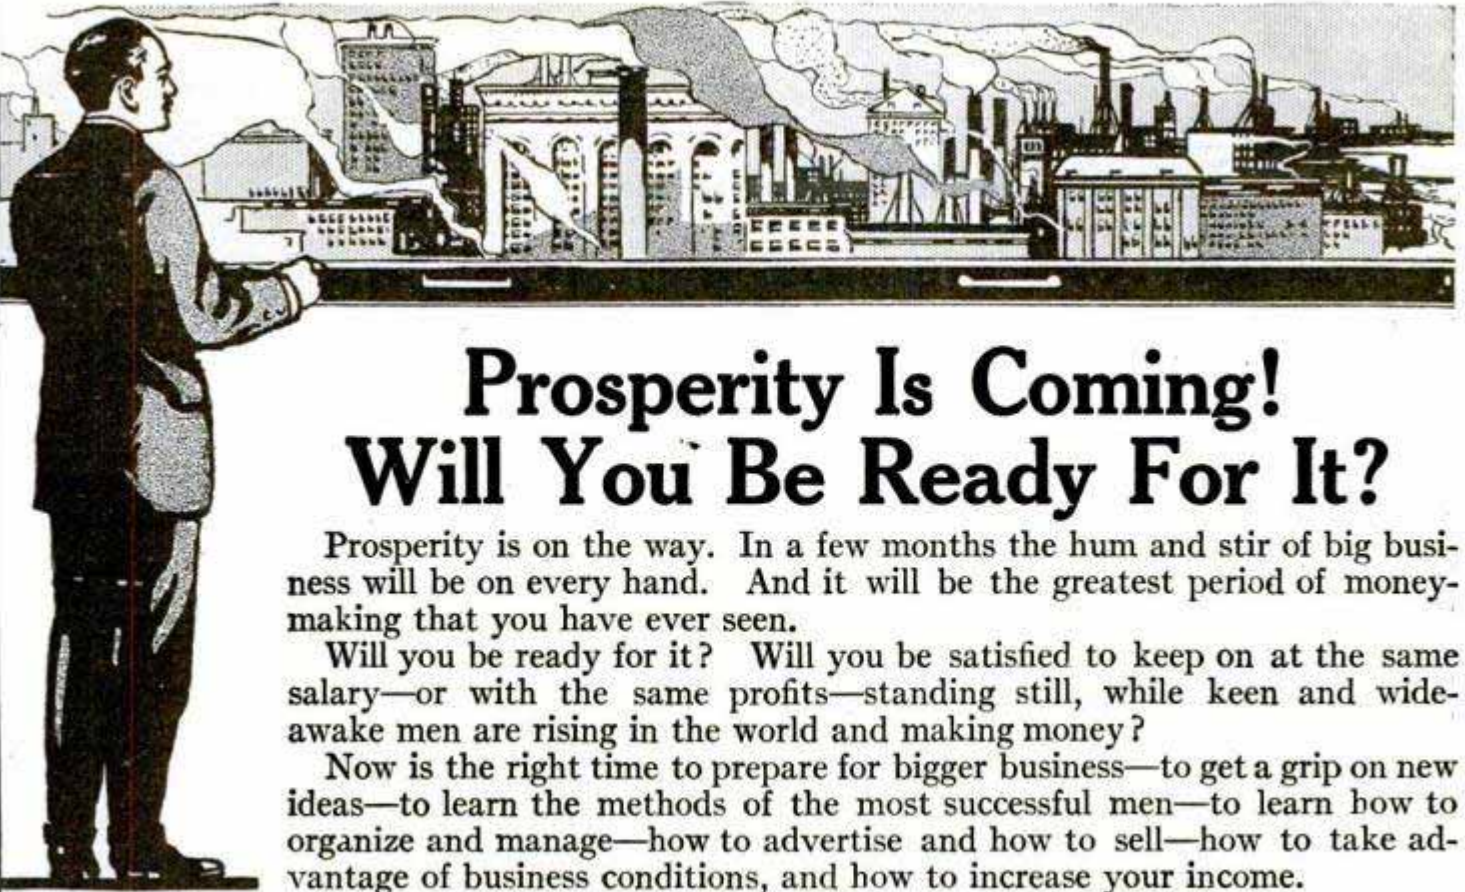 Prosperity Is Coming!
Will You Be Ready For It?
Prosperity is on the way. In a few months the hum and stir of big busi-
ness will be on every hand. And it will be the greatest period of money-
making that you have ever seen.
Will you be ready for it? Will you be satisfied to keep on at the same
salary—or with the same profits—standing still, while keen and wide-
awake men are rising in the world and making money?
Now is the right time to prepare for bigger business—to get a grip on new
ideas—to learn the methods of the most successful men—to learn how to
organize and manage—how to advertise and how to sell—how to take ad-
vantage of business conditions, and how to increase your income.